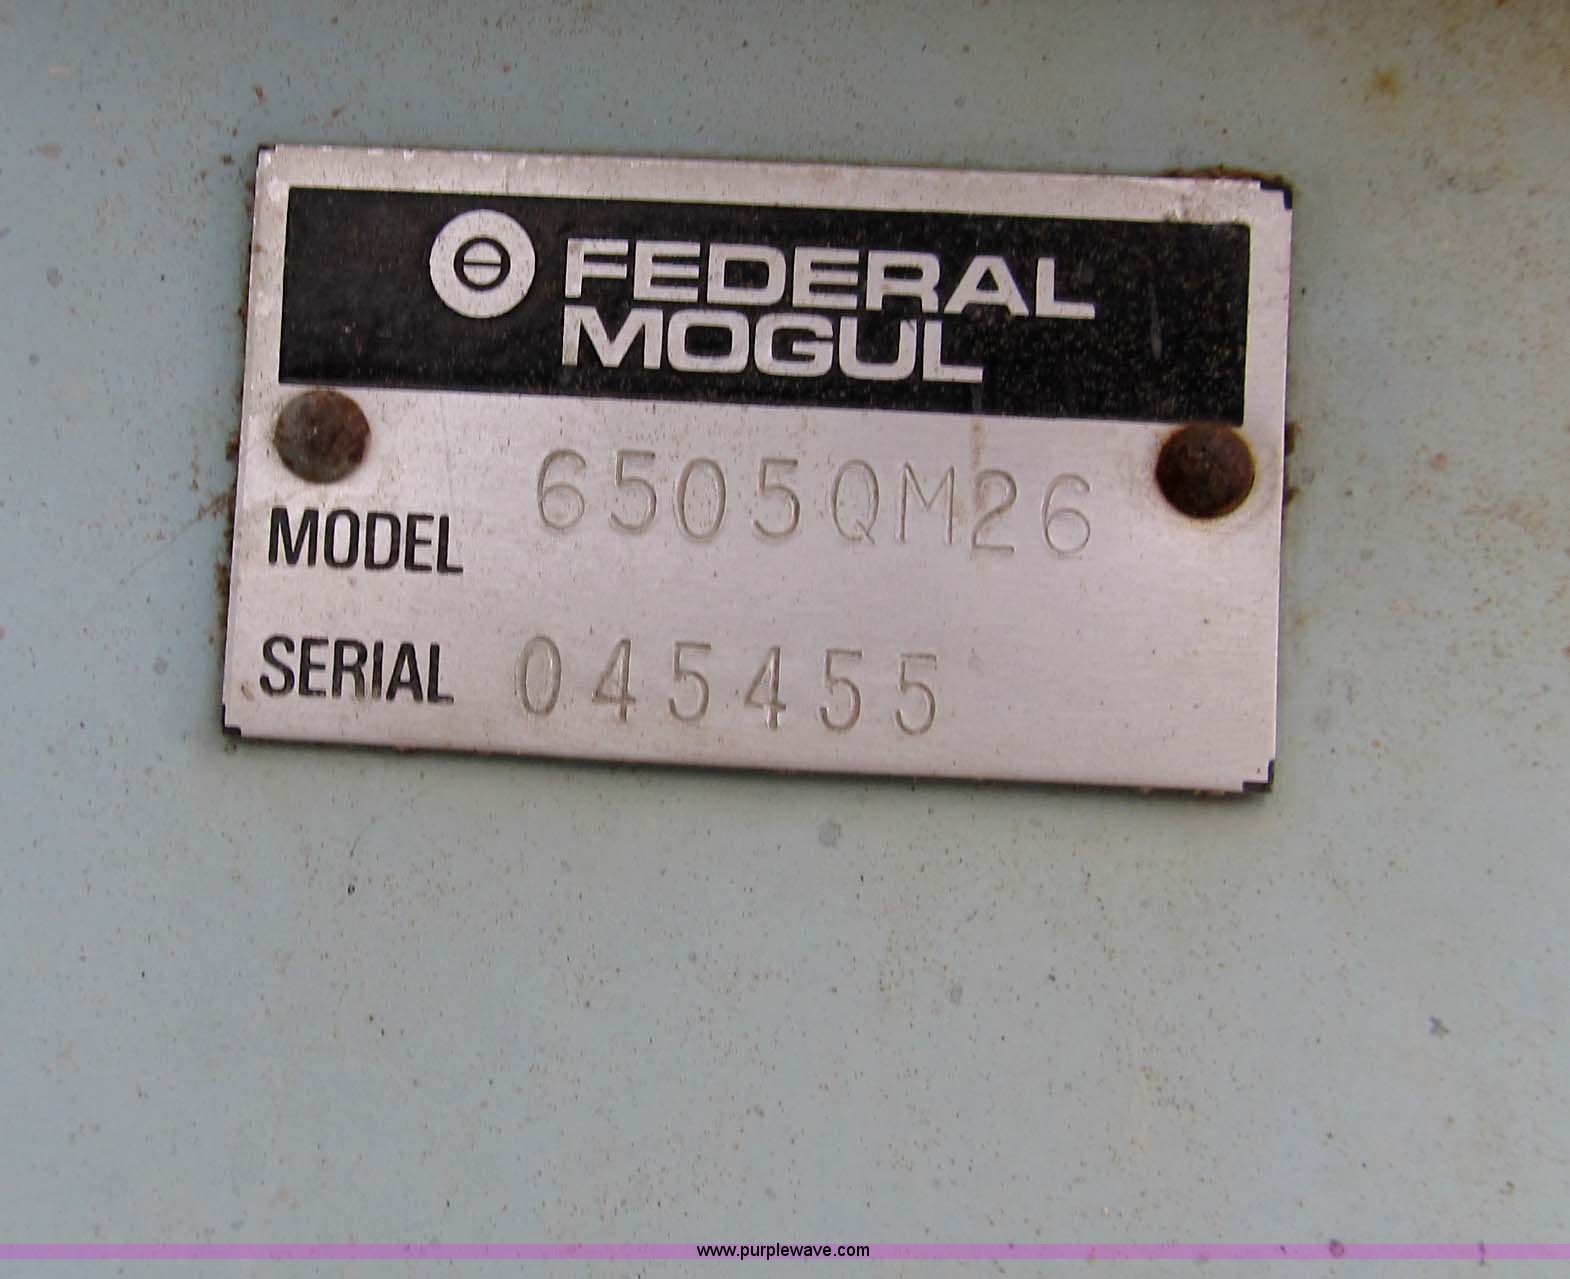 FEDERAL
MOGUL
MODEL 6505QM26
SERIAL 045455
www.purplewave.com